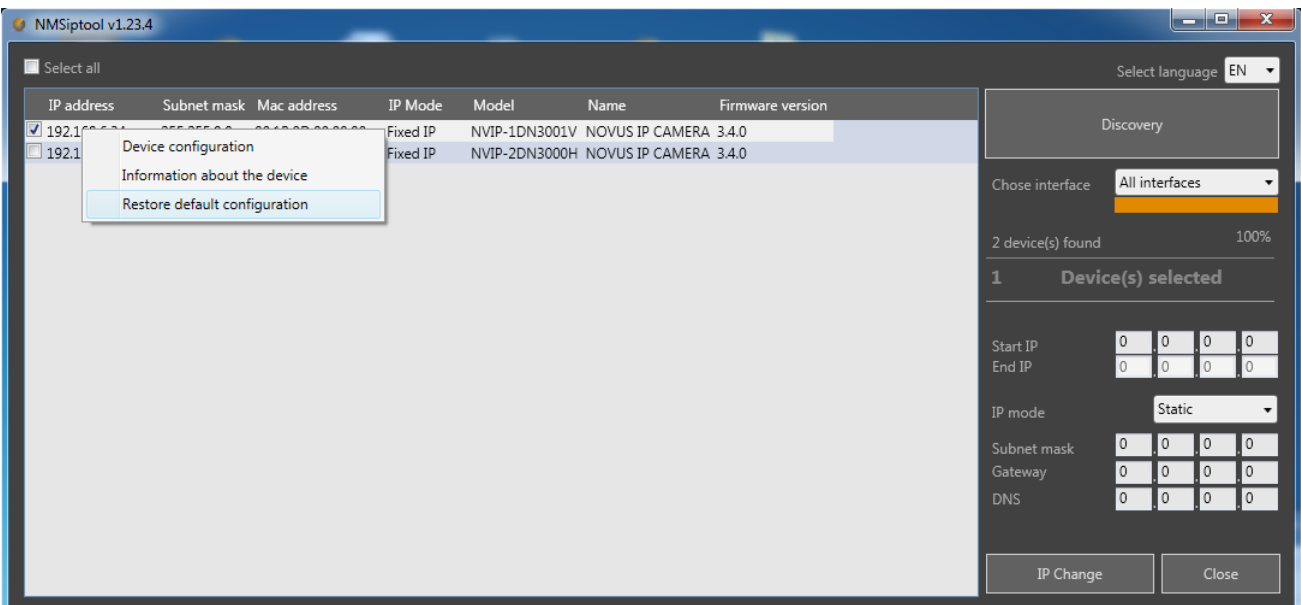 NMSiptool v1.23.4
Select all
Select language EN
IP address Subnet mask Mac address IP Mode Model Name Firmware version
Fixed IP NVIP-1DN3001V NOVUS IP CAMERA 3.4.0
192.1 Fixed IP NVIP-2DN3000H NOVUS IP CAMERA 3.4.0
Device configuration
Information about the device
Restore default configuration
Discovery
Chose interface All interfaces
2 device(s) found 100%
1 Device(s) selected
Start IP 0 . 0 . 0 . 0
End IP 0 . 0 . 0 . 0
IP mode Static
Subnet mask 0 . 0 . 0 . 0
Gateway 0 . 0 . 0 . 0
DNS 0 . 0 . 0 . 0
IP Change Close